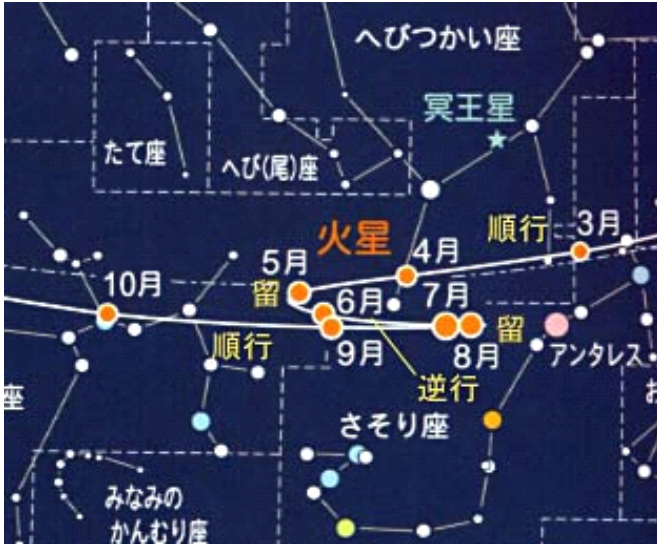 へびつかい座
冥王星
たて座
へび(尾)座
火星
順行
3月
4月
5月
留
10月
6月
7月
順行
9月
8月
留
アンタレス
逆行
座
お
さそり座
みなみの
かんむり座